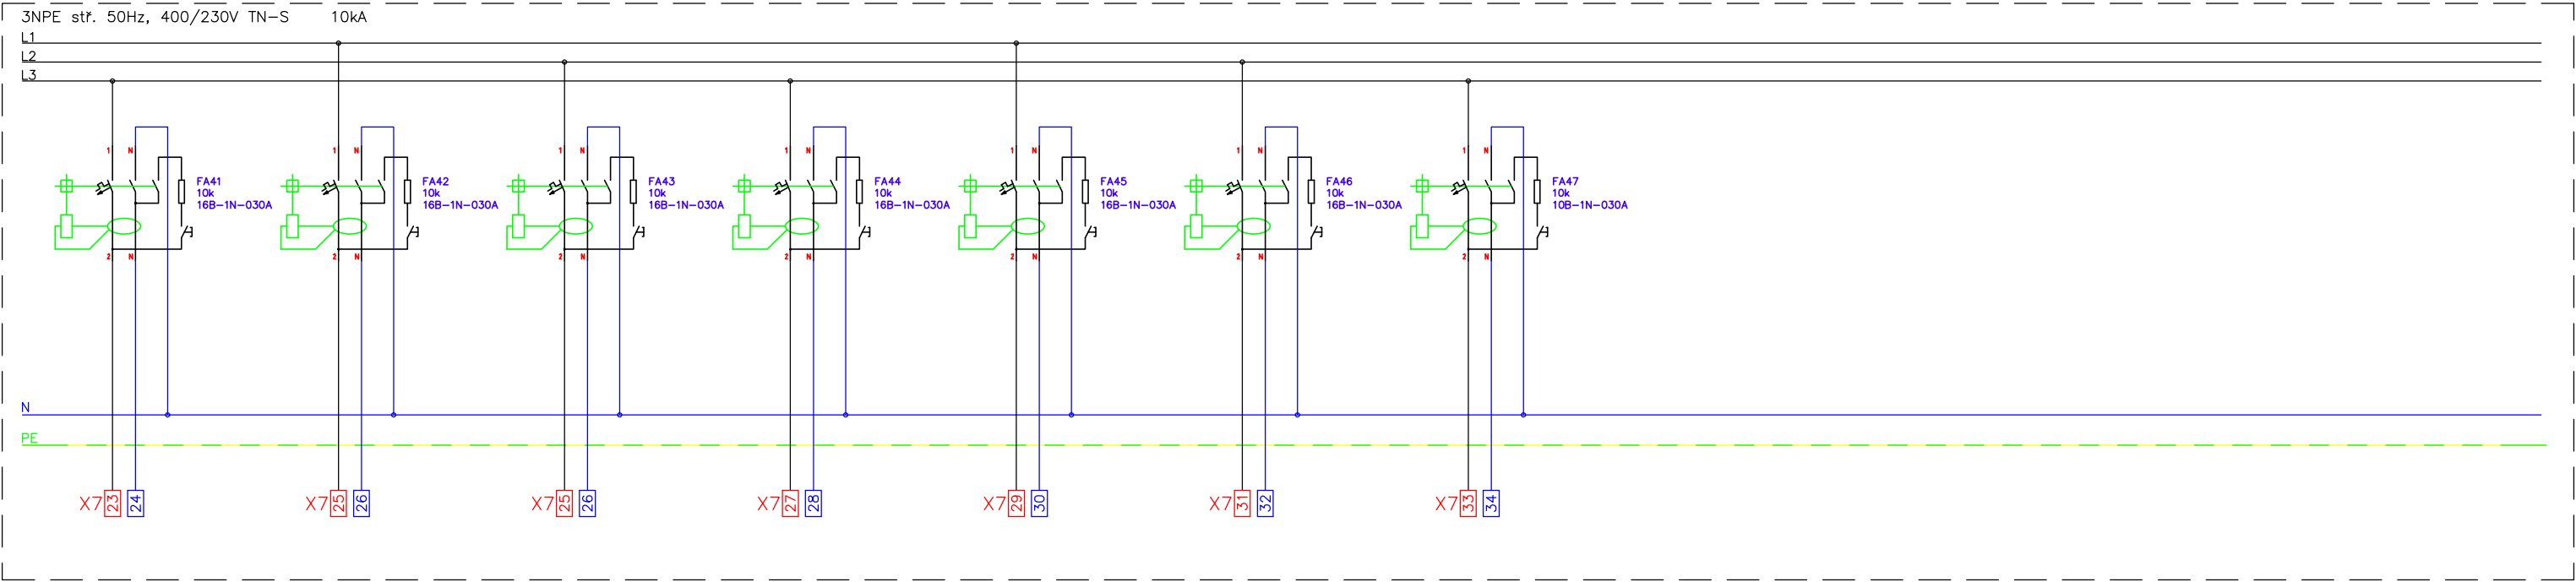 3NPE stř. 50Hz, 400/230V TN-S 10kA
L1
L2
L3
1 N
FA41
10k
16B-1N-030A
2 N
1 N
FA42
10k
16B-1N-030A
2 N
1 N
FA43
10k
16B-1N-030A
2 N
1 N
FA44
10k
16B-1N-030A
2 N
1 N
FA45
10k
16B-1N-030A
2 N
1 N
FA46
10k
16B-1N-030A
2 N
1 N
FA47
10k
10B-1N-030A
2 N
N
PE
X7 23 24
X7 25 26
X7 25 26
X7 27 28
X7 29 30
X7 31 32
X7 33 34